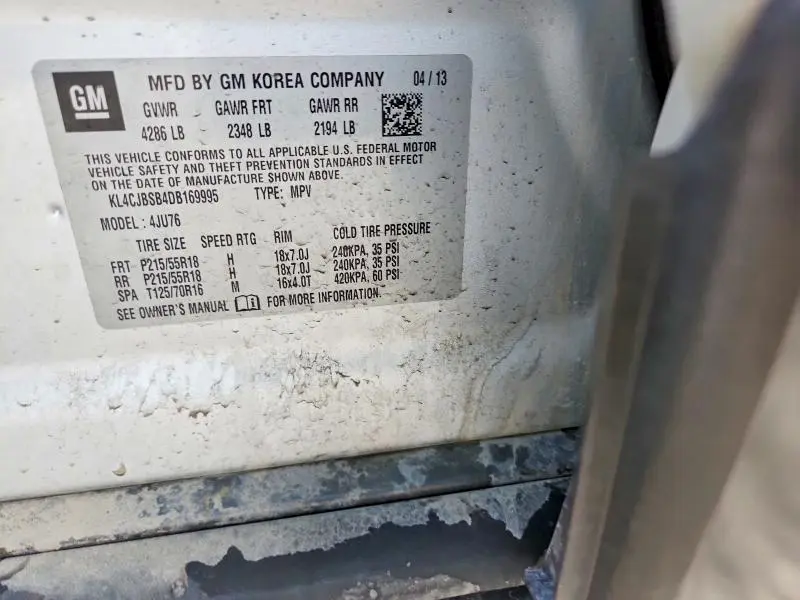 GM
MFD BY GM KOREA COMPANY 04/13
GVWR GAWR FRT GAWR RR
4286 LB 2348 LB 2194 LB
THIS VEHICLE CONFORMS TO ALL APPLICABLE U.S. FEDERAL MOTOR
VEHICLE SAFETY AND THEFT PREVENTION STANDARDS IN EFFECT
ON THE DATE OF MANUFACTURE SHOWN ABOVE.
KL4CJBSB4DB169995 TYPE: MPV
MODEL : 4JU76
TIRE SIZE SPEED RTG RIM COLD TIRE PRESSURE
FRT P215/55R18 H 18x7.0J 240KPA, 35 PSI
RR P215/55R18 H 18x7.0J 240KPA, 35 PSI
SPA T125/70R16 M 16x4.0T 420KPA, 60 PSI
SEE OWNER'S MANUAL FOR MORE INFORMATION.